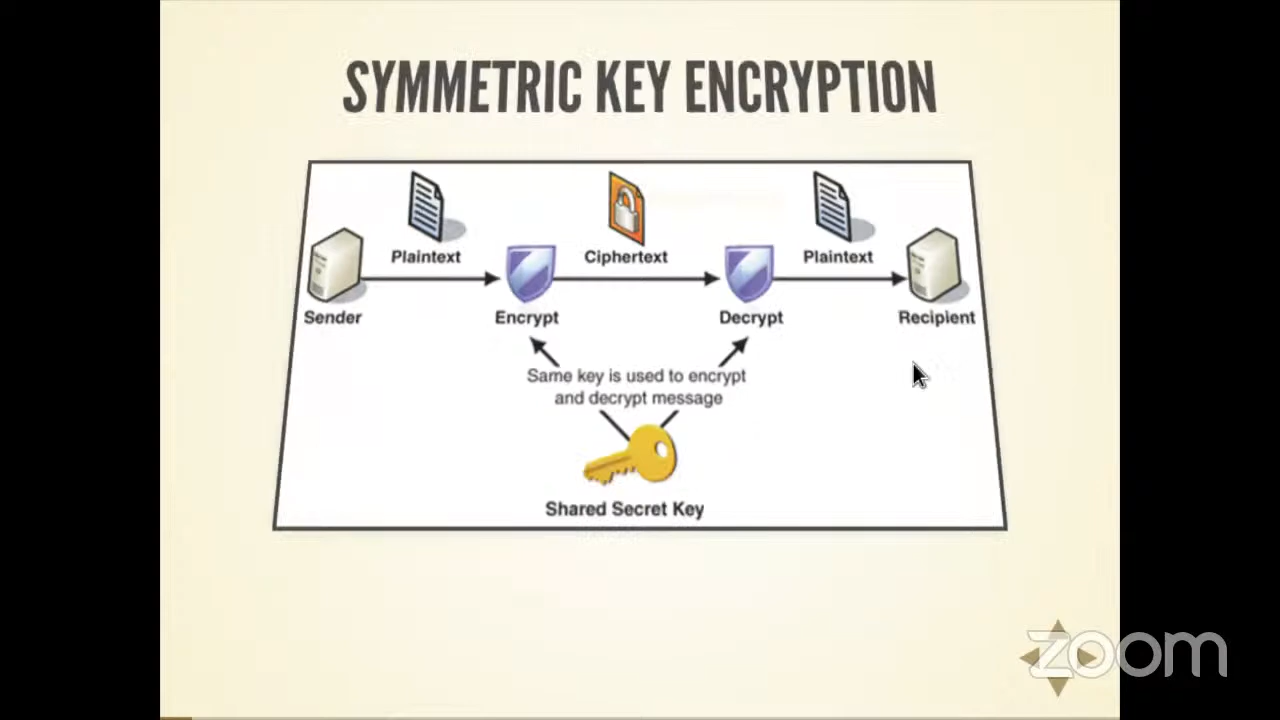 SYMMETRIC KEY ENCRYPTION
Plaintext
Ciphertext
Plaintext
Sender
Encrypt
Decrypt
Recipient
Same key is used to encrypt
and decrypt message
Shared Secret Key
zoom